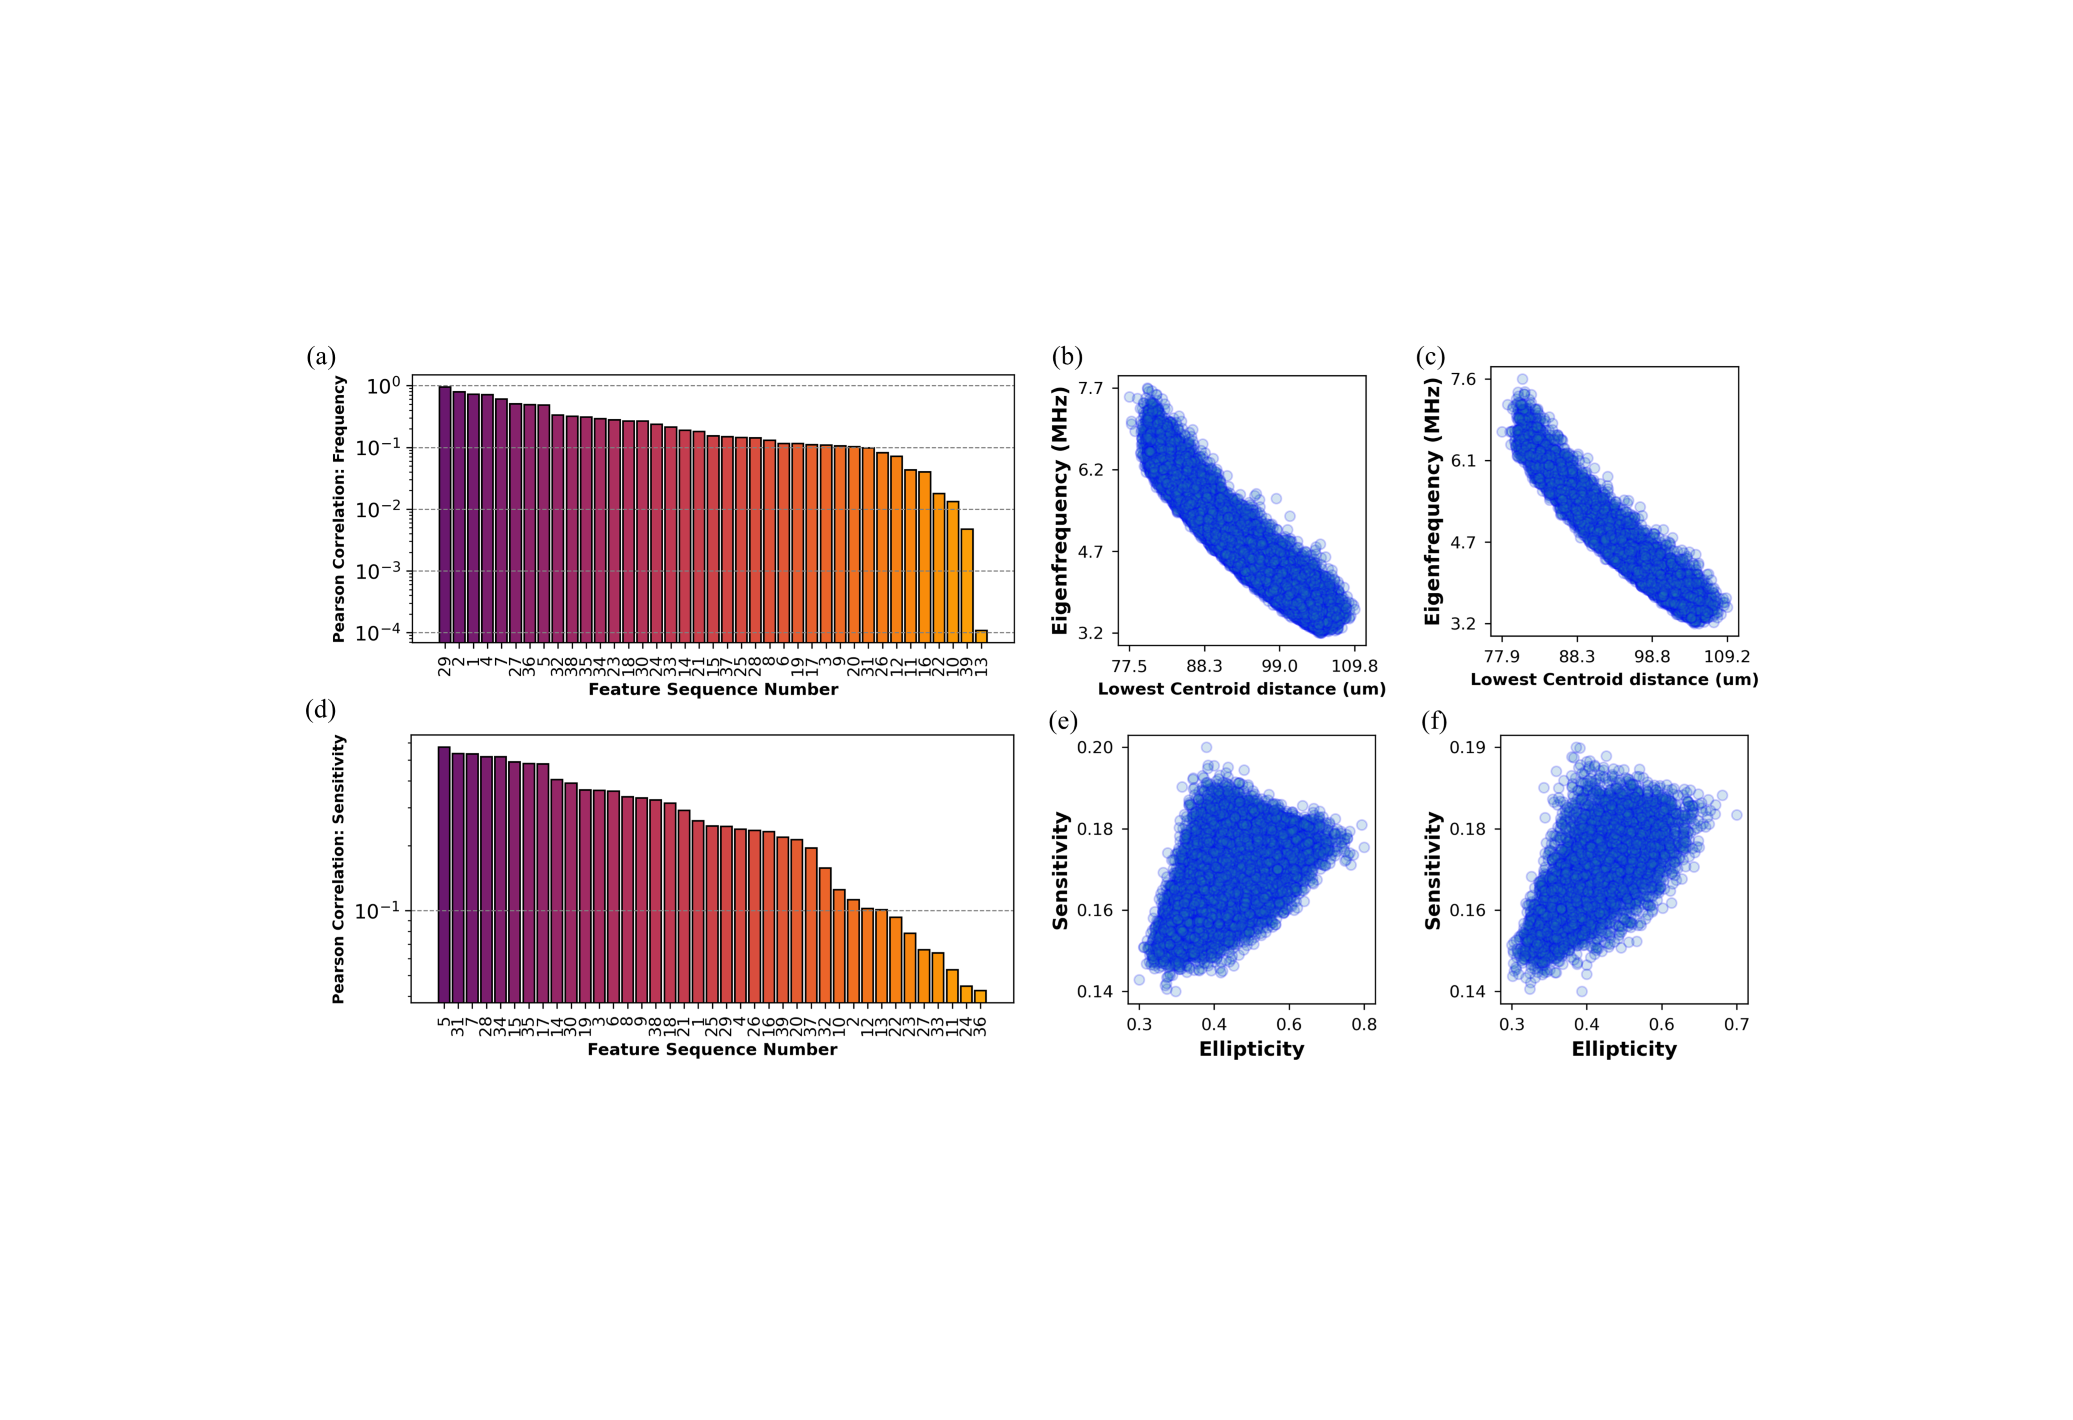 (a)
Pearson Correlation: Frequency
10⁰
10⁻¹
10⁻²
10⁻³
10⁻⁴
29 2 1 4 7 27 36 5 32 38 35 34 23 18 30 24 33 14 21 15 37 25 28 8 6 19 17 3 9 20 31 26 12 11 16 22 10 39 13
Feature Sequence Number
(b)
Eigenfrequency (MHz)
7.7
6.2
4.7
3.2
77.5 88.3 99.0 109.8
Lowest Centroid distance (um)
(c)
Eigenfrequency (MHz)
7.6
6.1
4.7
3.2
77.9 88.3 98.8 109.2
Lowest Centroid distance (um)
(d)
Pearson Correlation: Sensitivity
10⁻¹
5 31 7 28 34 15 35 17 14 30 19 3 6 8 9 38 18 21 1 25 29 4 26 16 39 20 37 32 10 2 12 13 22 23 27 33 11 24 36
Feature Sequence Number
(e)
Sensitivity
0.20
0.18
0.16
0.14
0.3 0.4 0.6 0.8
Ellipticity
(f)
Sensitivity
0.19
0.18
0.16
0.14
0.3 0.4 0.6 0.7
Ellipticity